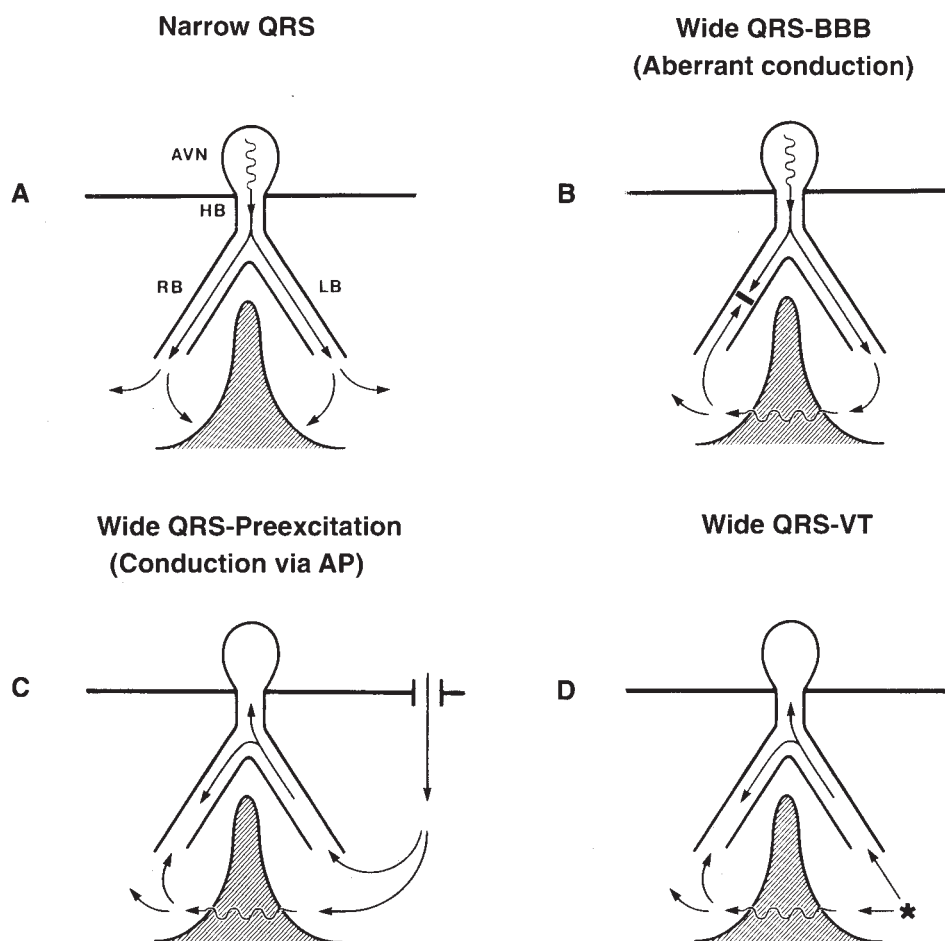 Narrow QRS
Wide QRS-BBB
(Aberrant conduction)
A
AVN
HB
RB
LB
B
Wide QRS-Preexcitation
(Conduction via AP)
Wide QRS-VT
C
D
*